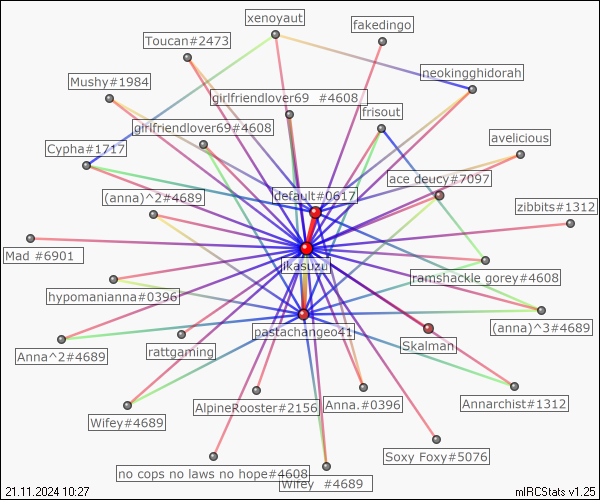 xenoyaut
fakedingo
Toucan#2473
neokingghidorah
Mushy#1984
girlfriendlover69 #4608
frisout
girlfriendlover69#4608
avelicious
Cypha#1717
ace deucy#7097
default#0617
(anna)^2#4689
zibbits#1312
Mad #6901
jikasuzu
ramshackle gorey#4608
hypomanianna#0396
(anna)^3#4689
pastachangeo41
Skalman
Anna^2#4689
rattgaming
AlpineRooster#2156
Anna.#0396
Annarchist#1312
Wifey#4689
Soxy Foxy#5076
no cops no laws no hope#4608
Wifey #4689
21.11.2024 10:27
mIRCStats v1.25